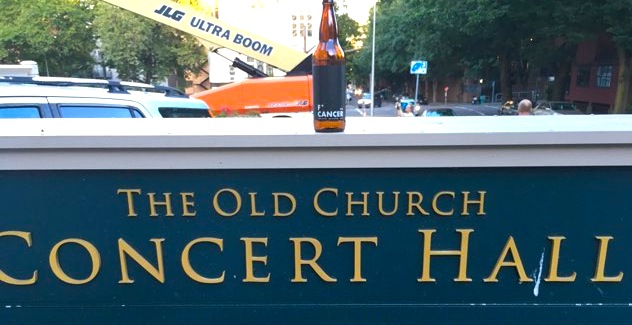 JLG ULTRA BOOM
F*
CANCER
THE OLD CHURCH
CONCERT HALL